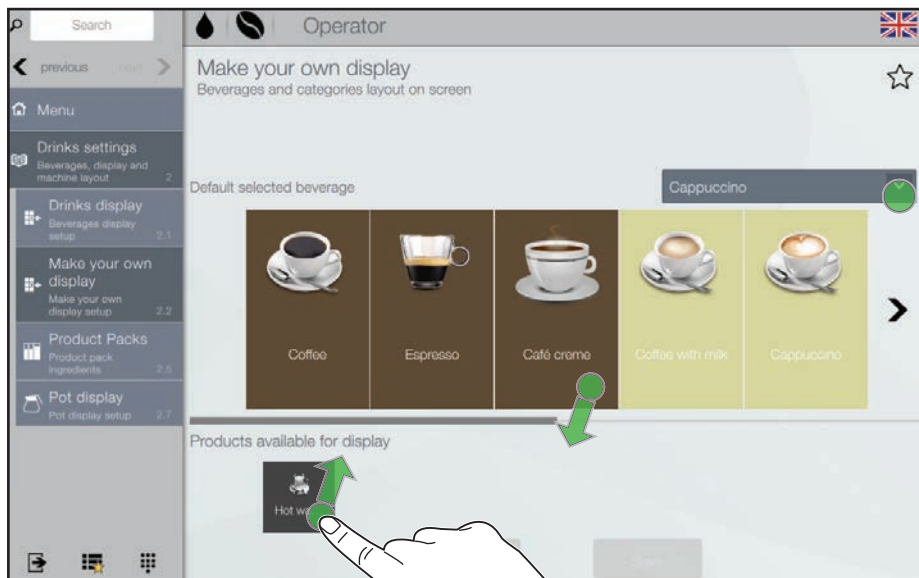 Search
Operator
previous
next
Menu
Drinks settings
Beverages, display and
machine layout
2
Drinks display
Beverages display
setup
2.1
Make your own
display
Make your own
display setup
2.2
Product Packs
Product pack
ingredients
2.5
Pot display
Pot display setup
2.7
Make your own display
Beverages and categories layout on screen
Default selected beverage
Cappuccino
Coffee
Espresso
Café creme
Coffee with milk
Cappuccino
Products available for display
Hot